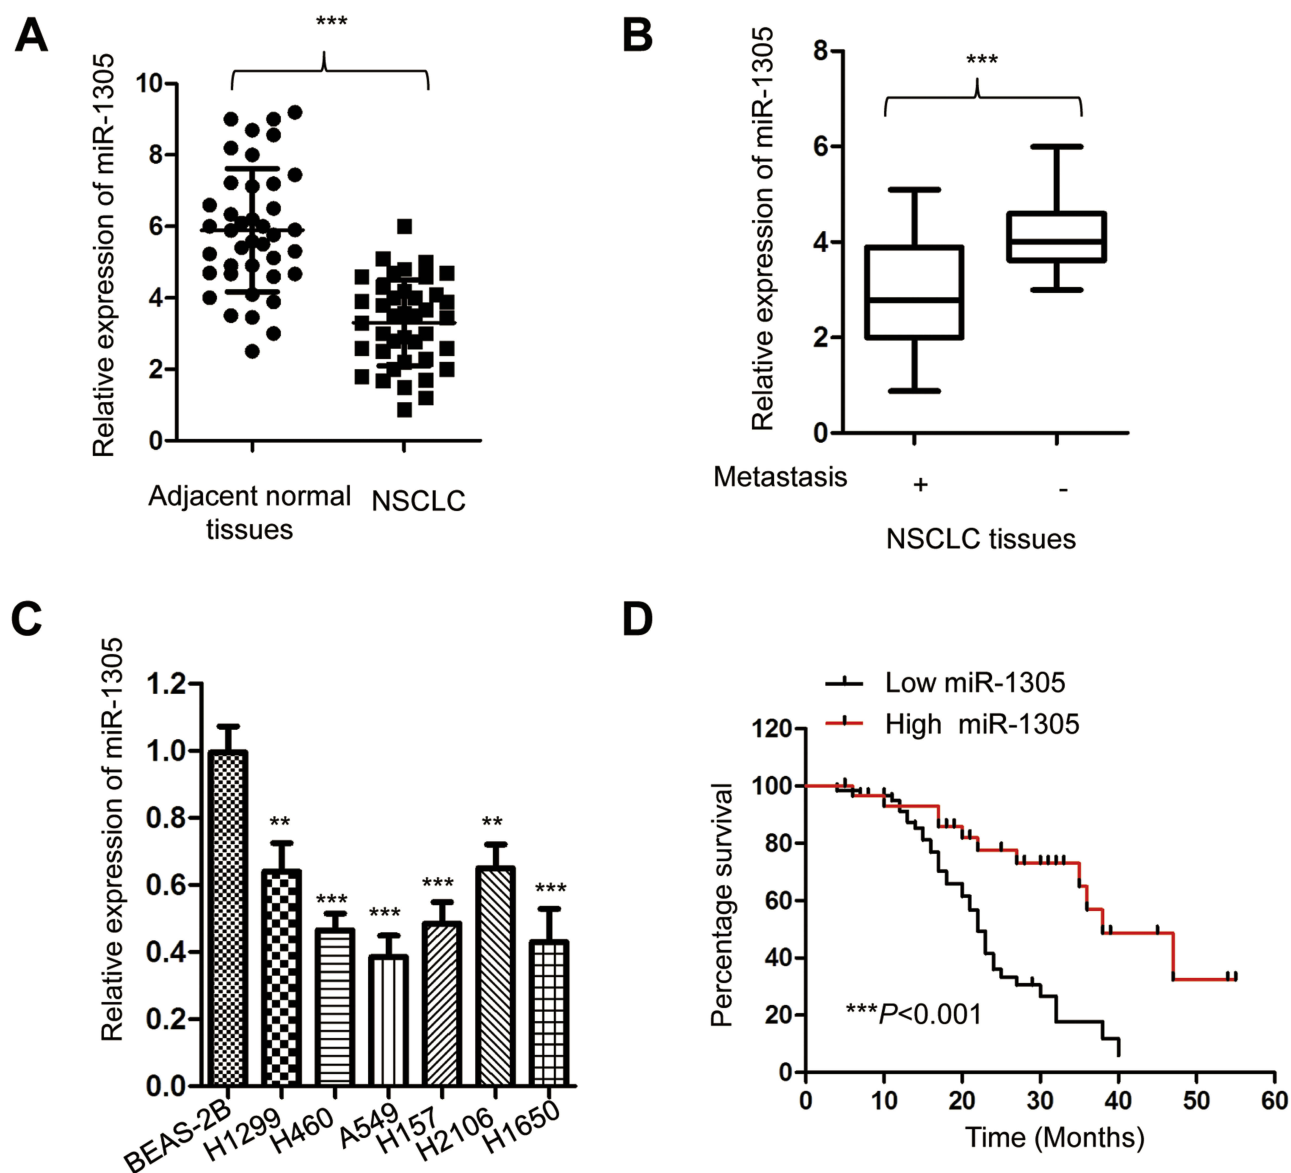 A
Relative expression of miR-1305
***
10
8
6
4
2
0
Adjacent normal
tissues
NSCLC
B
Relative expression of miR-1305
***
8
6
4
2
0
Metastasis
+
-
NSCLC tissues
C
Relative expression of miR-1305
1.2
1.0
0.8
0.6
0.4
0.2
0.0
**
***
***
***
**
***
BEAS-2B
H1299
H460
A549
H157
H2106
H1650
D
Low miR-1305
High miR-1305
Percentage survival
120
100
80
60
40
20
0
***P<0.001
0 10 20 30 40 50 60
Time (Months)